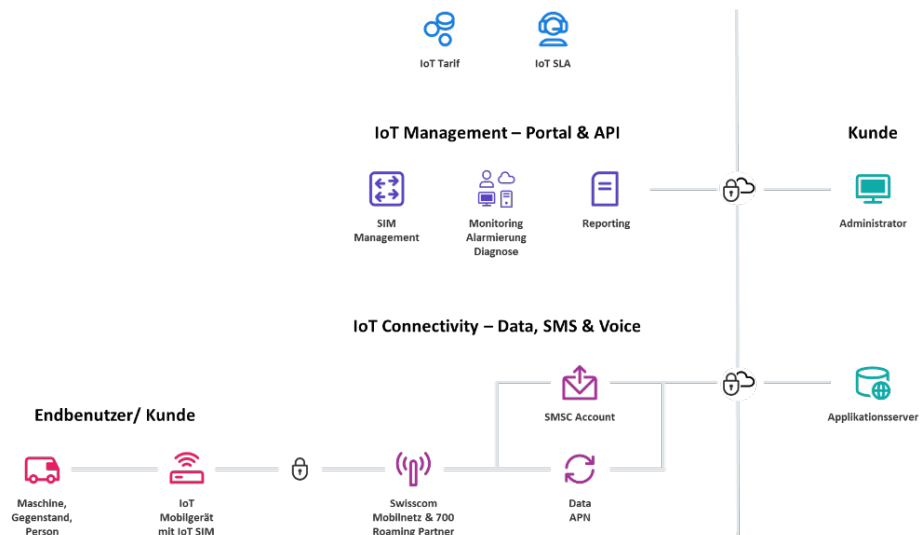 IoT Tarif
IoT SLA
IoT Management – Portal & API
Kunde
SIM
Management
Monitoring
Alarmierung
Diagnose
Reporting
Administrator
IoT Connectivity – Data, SMS & Voice
SMSC Account
Applikationsserver
Endbenutzer/ Kunde
Maschine,
Gegenstand,
Person
IoT
Mobilgerät
mit IoT SIM
Swisscom
Mobilnetz & 700
Roaming Partner
Data
APN